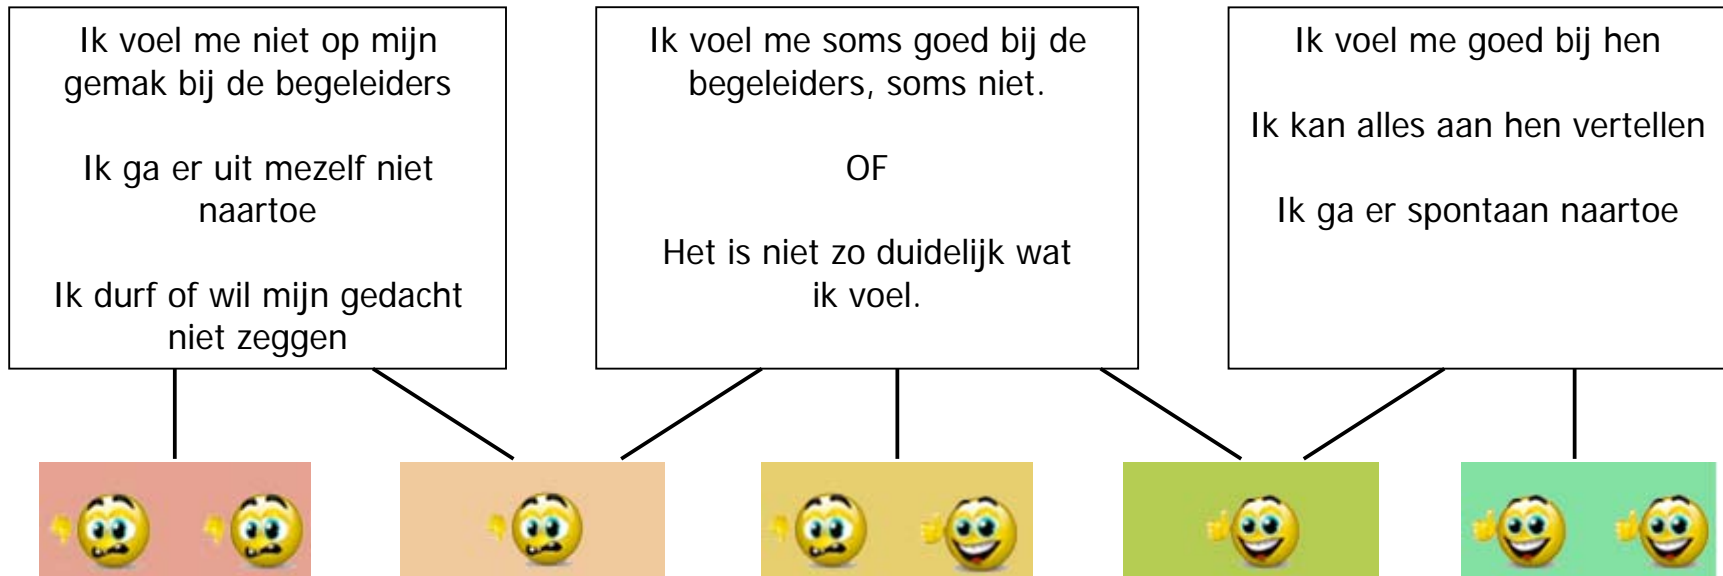 Ik voel me niet op mijn
gemak bij de begeleiders
Ik ga er uit mezelf niet
naartoe
Ik durf of wil mijn gedacht
niet zeggen
Ik voel me soms goed bij de
begeleiders, soms niet.
OF
Het is niet zo duidelijk wat
ik voel.
Ik voel me goed bij hen
Ik kan alles aan hen vertellen
Ik ga er spontaan naartoe